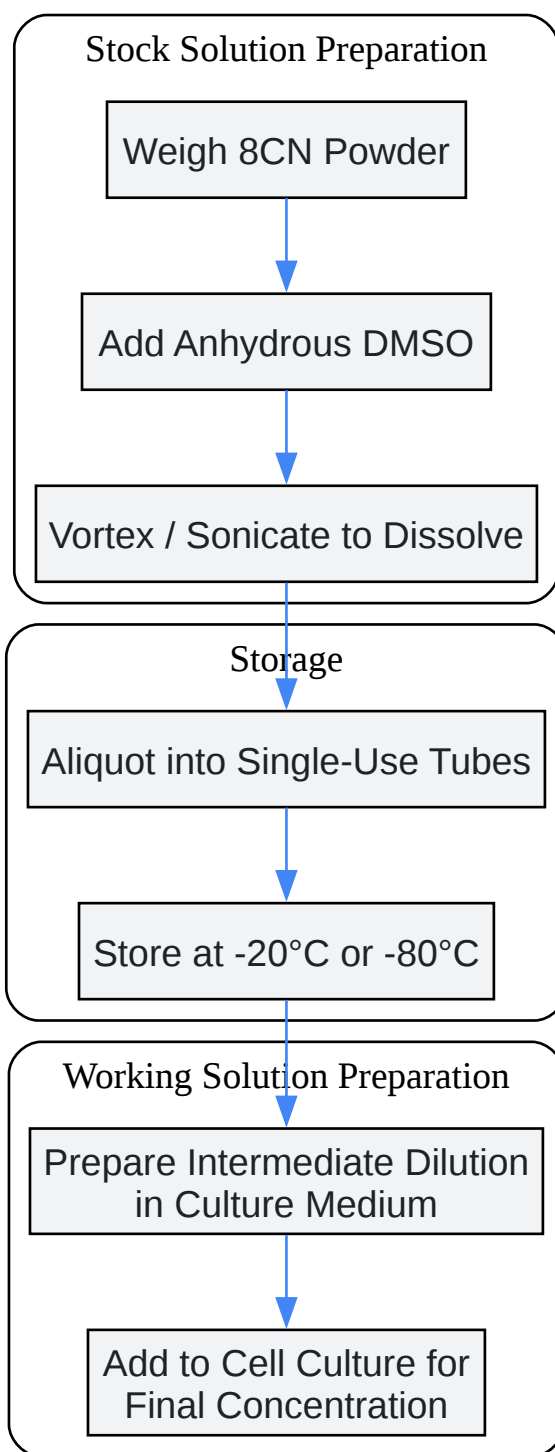 Stock Solution Preparation
Weigh 8CN Powder
Add Anhydrous DMSO
Vortex / Sonicate to Dissolve
Storage
Aliquot into Single-Use Tubes
Store at -20°C or -80°C
Working Solution Preparation
Prepare Intermediate Dilution
in Culture Medium
Add to Cell Culture for
Final Concentration